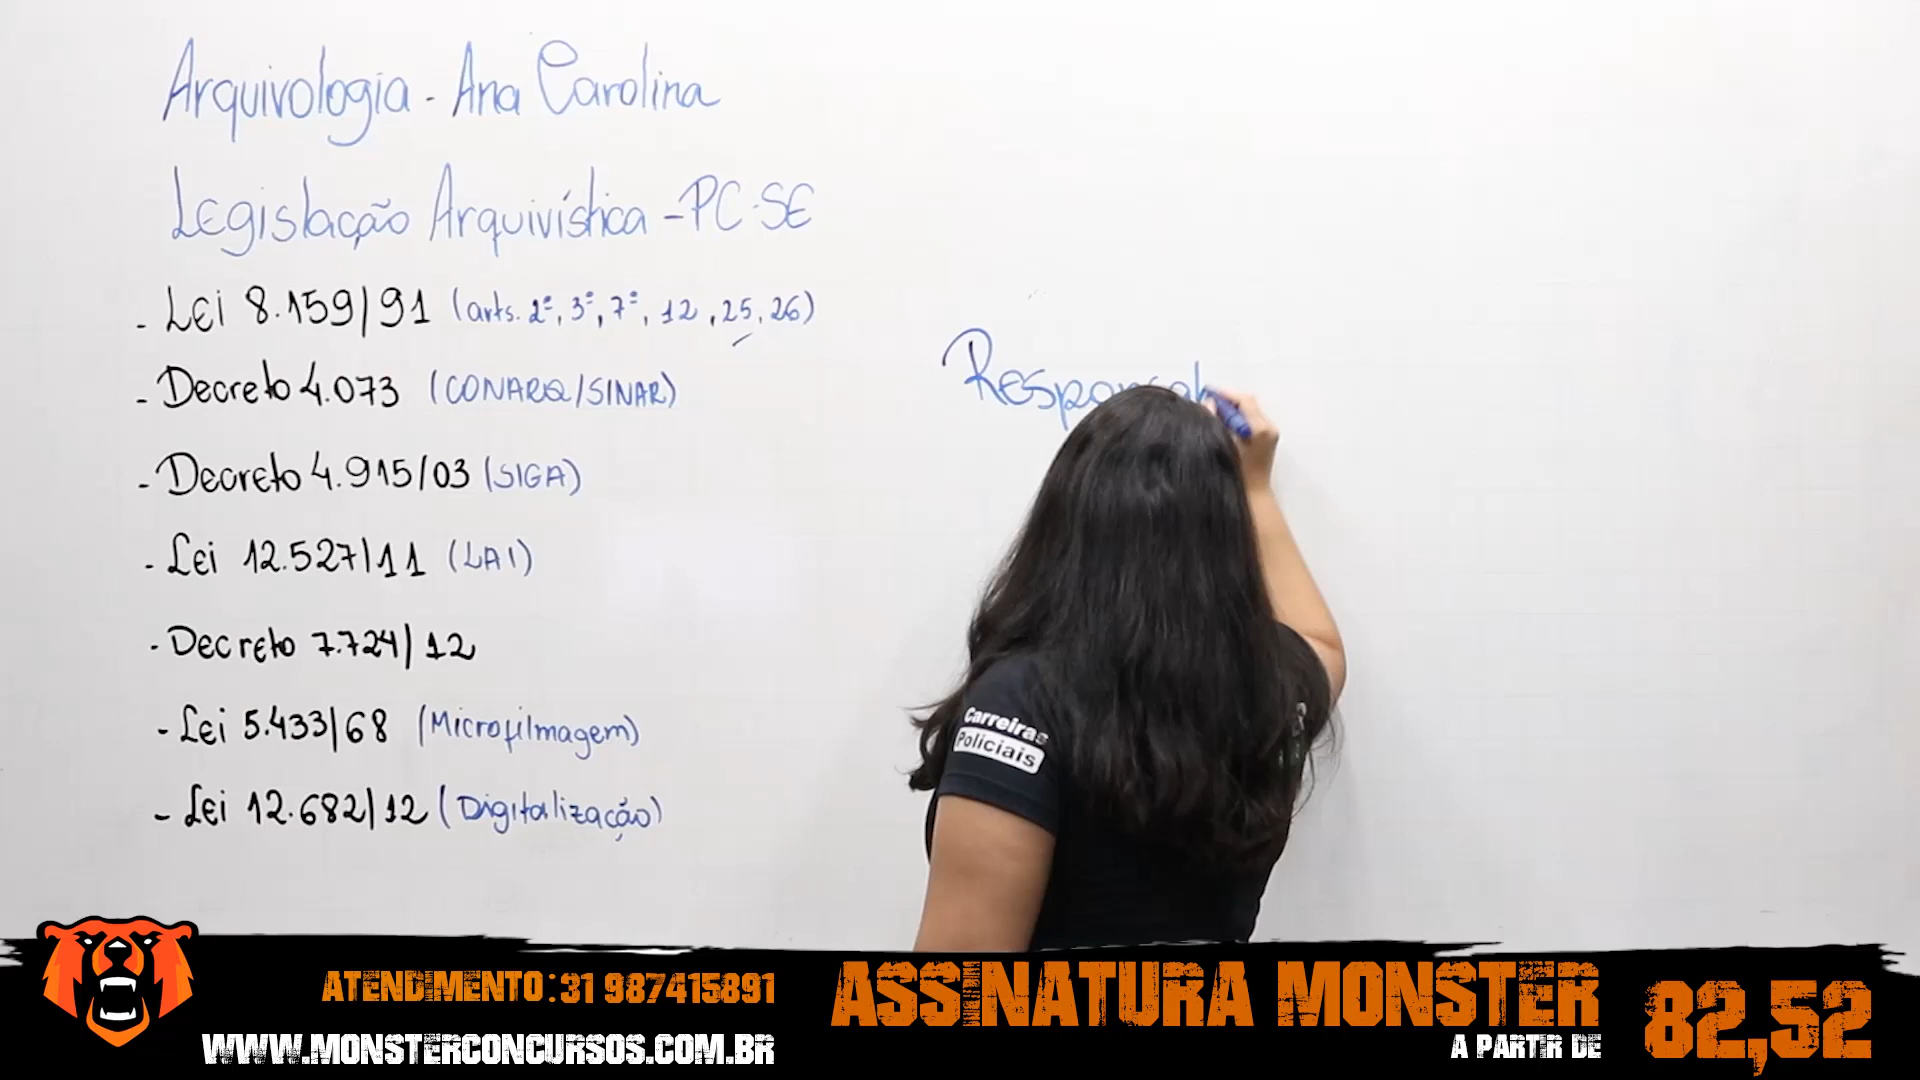 Arquivologia - Ana Carolina
Legislação Arquivística - PC-SE
- Lei 8.159/91 (arts. 2º, 3º, 7º, 12, 25, 26)
- Decreto 4.073 (CONARQ/SINAR)
- Decreto 4.915/03 (SIGA)
- Lei 12.527/11 (LAI)
- Decreto 7.724/12
- Lei 5.433/68 (Microfilmagem)
- Lei 12.682/12 (Digitalização)
Carreiras
Policiais
ATENDIMENTO: 31 987415891
WWW.MONSTERCONCURSOS.COM.BR
ASSINATURA MONSTER
A PARTIR DE
82,52